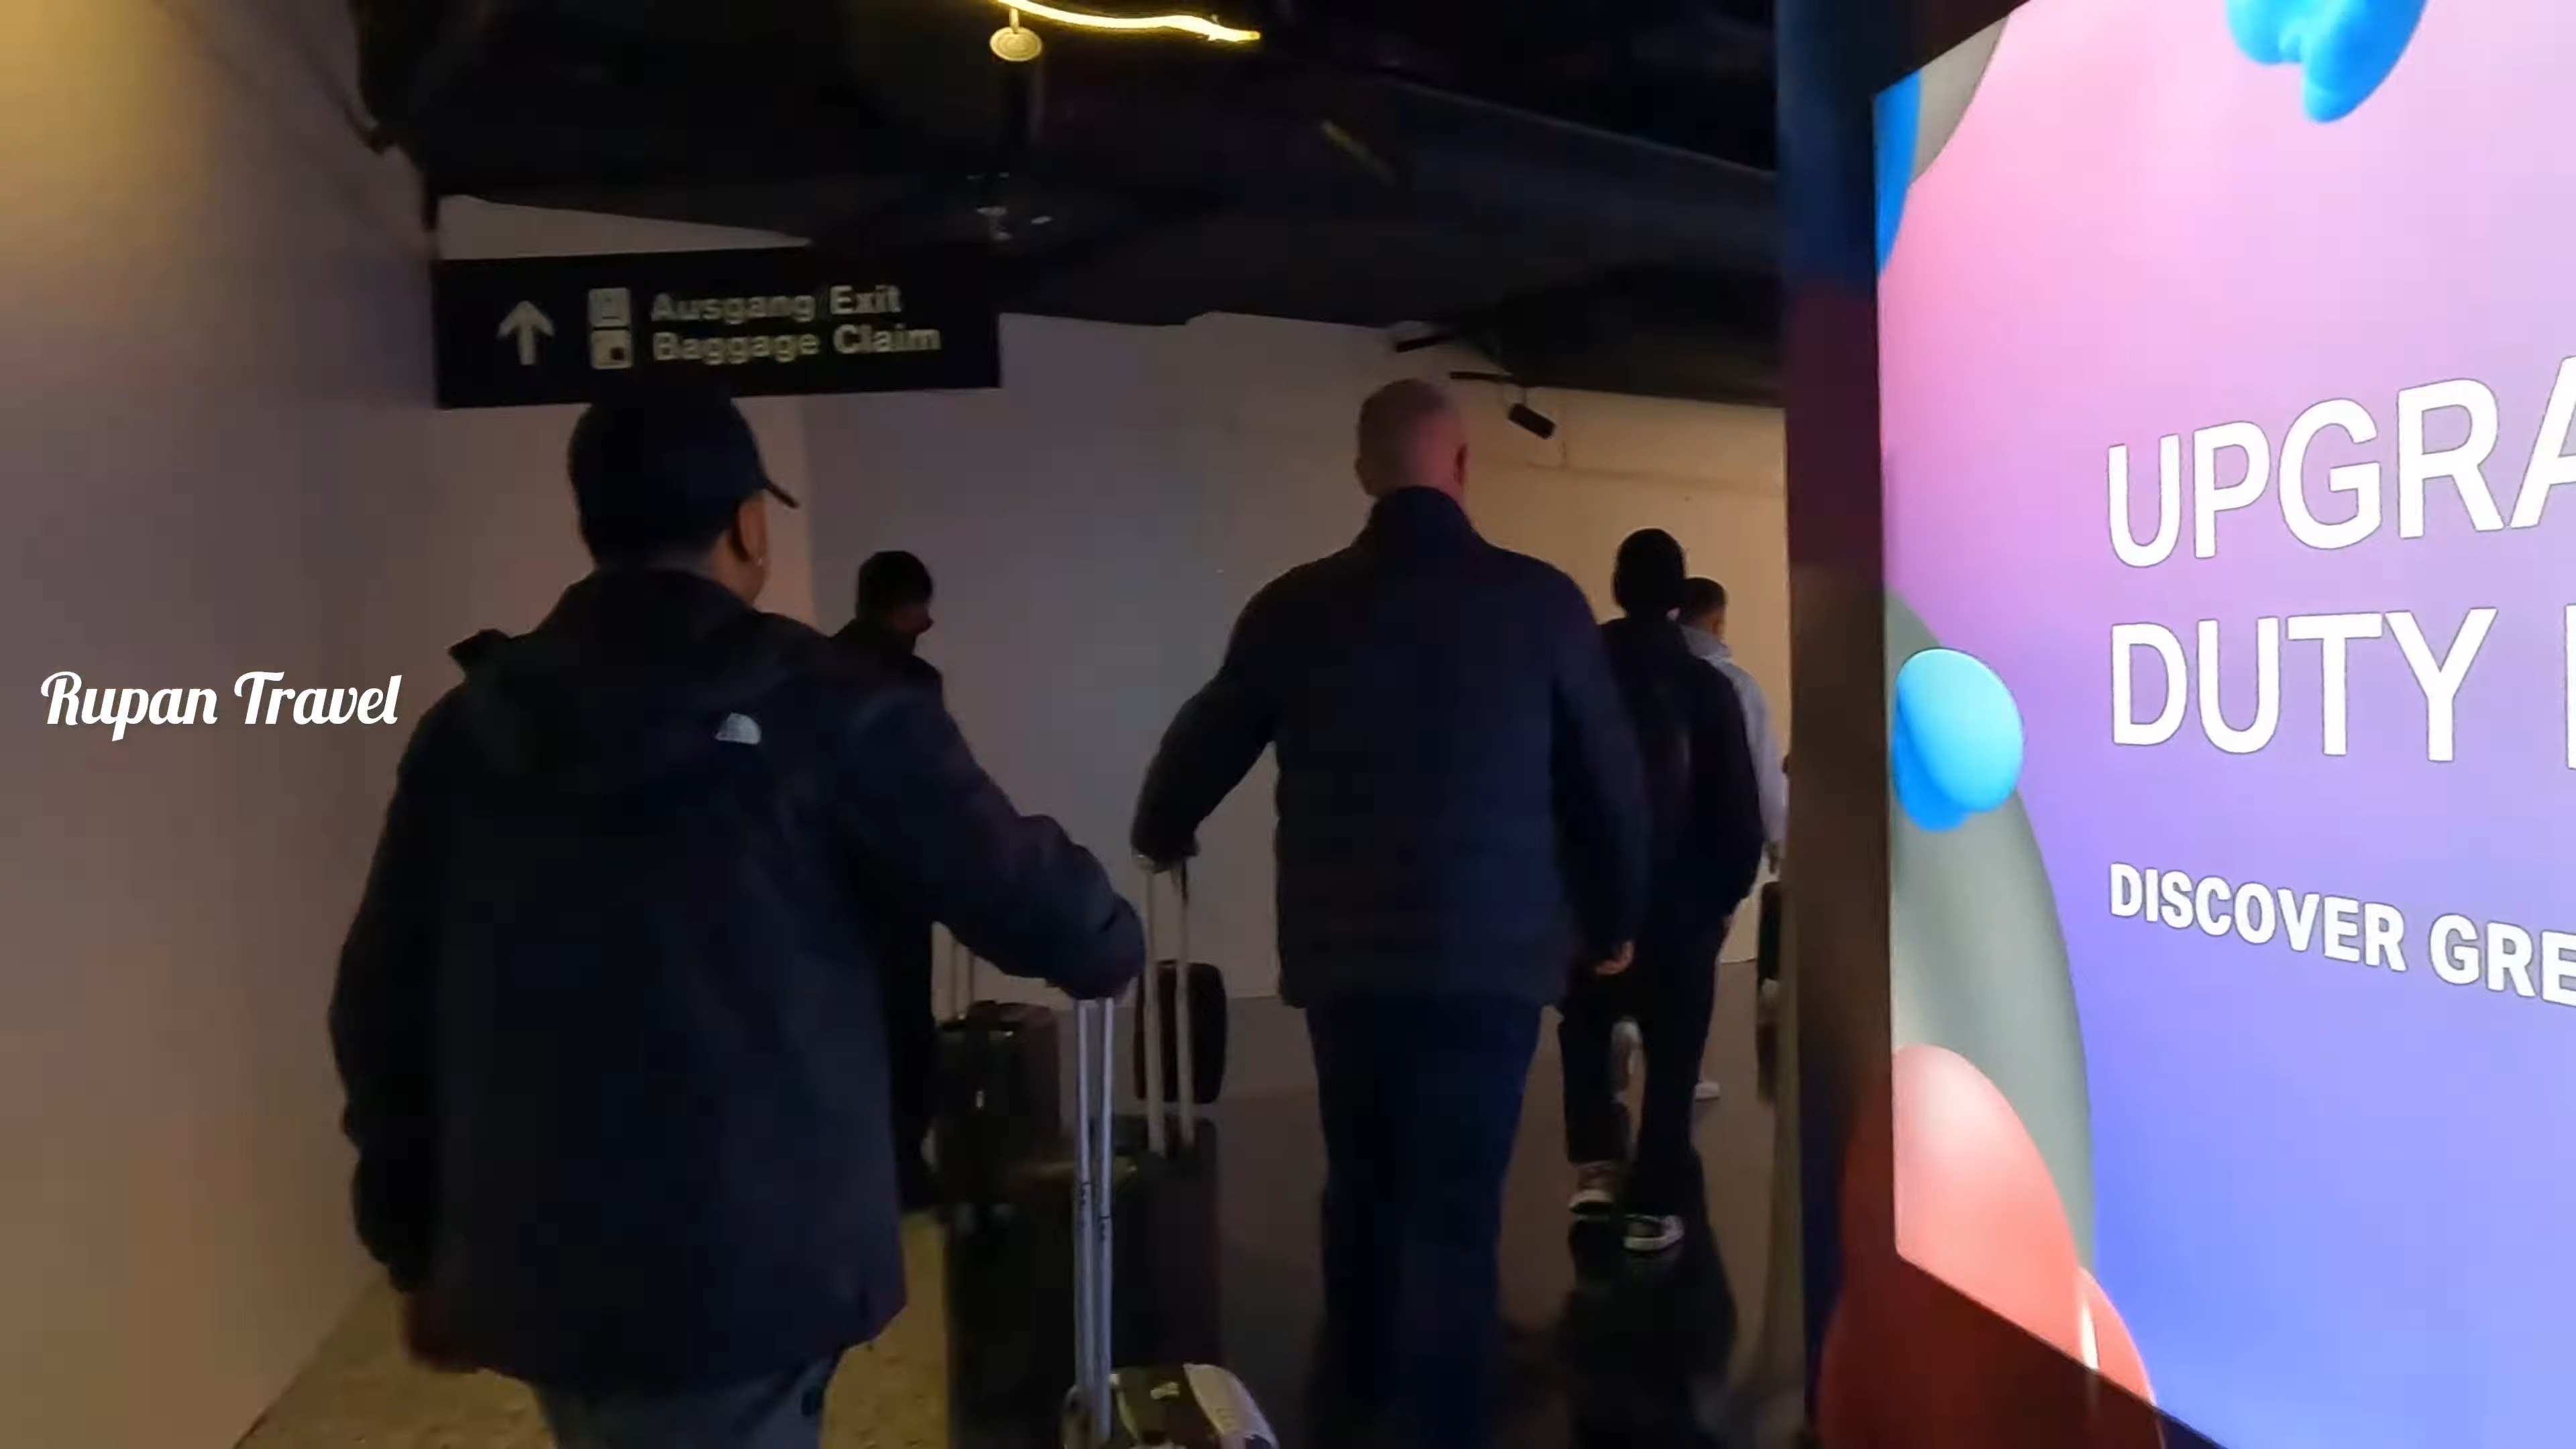 Ausgang Exit
Baggage Claim
Rupan Travel
UPGRA
DUTY
DISCOVER GRE